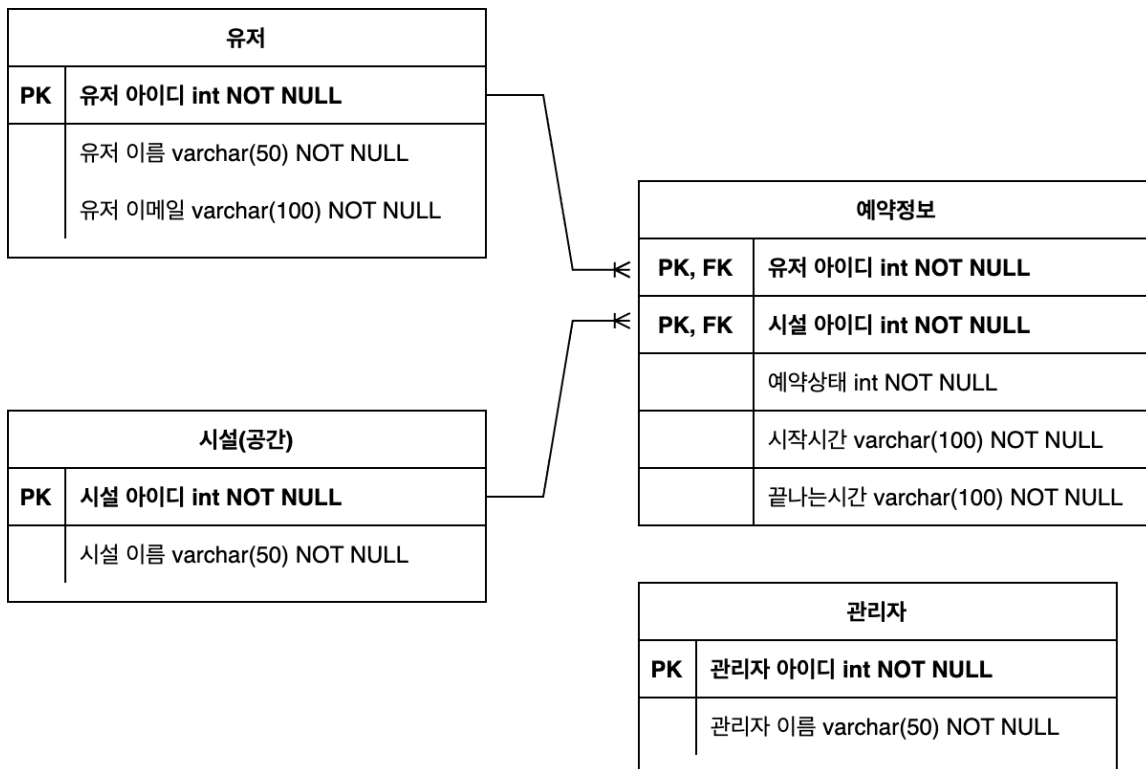 유저
PK 유저 아이디 int NOT NULL
유저 이름 varchar(50) NOT NULL
유저 이메일 varchar(100) NOT NULL
시설(공간)
PK 시설 아이디 int NOT NULL
시설 이름 varchar(50) NOT NULL
예약정보
PK, FK 유저 아이디 int NOT NULL
PK, FK 시설 아이디 int NOT NULL
예약상태 int NOT NULL
시작시간 varchar(100) NOT NULL
끝나는시간 varchar(100) NOT NULL
관리자
PK 관리자 아이디 int NOT NULL
관리자 이름 varchar(50) NOT NULL